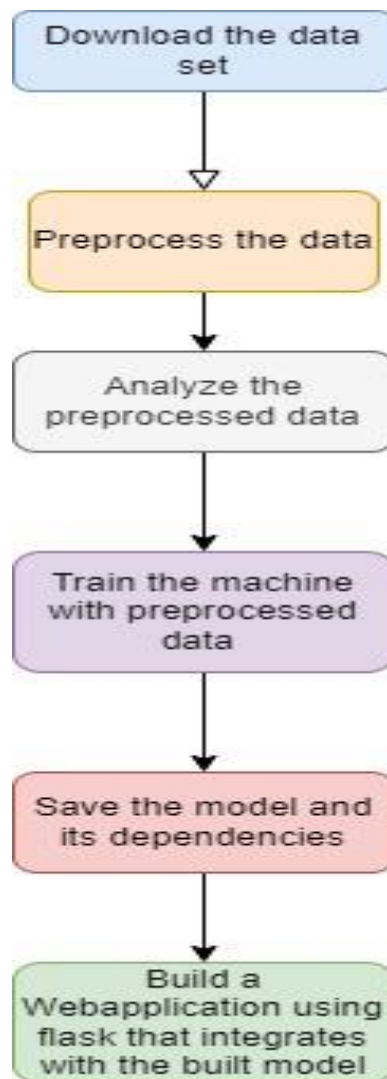 Download the data
set
Preprocess the data
Analyze the
preprocessed data
Train the machine
with preprocessed
data
Save the model and
its dependencies
Build a
Webapplication using
flask that integrates
with the built model